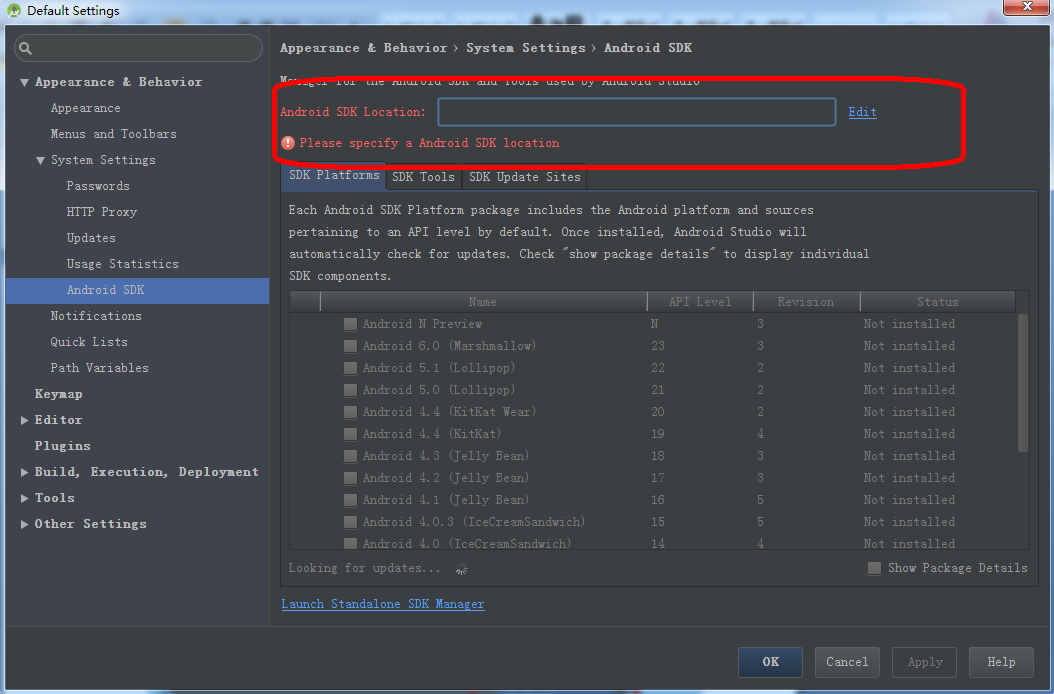 Default Settings
Appearance & Behavior › System Settings › Android SDK
Appearance & Behavior
Appearance
Menus and Toolbars
System Settings
Passwords
HTTP Proxy
Updates
Usage Statistics
Android SDK
Notifications
Quick Lists
Path Variables
Keymap
Editor
Plugins
Build, Execution, Deployment
Tools
Other Settings
Manager for the Android SDK and Tools used by Android Studio
Android SDK Location: Edit
Please specify a Android SDK location
SDK Platforms SDK Tools SDK Update Sites
Each Android SDK Platform package includes the Android platform and sources
pertaining to an API level by default. Once installed, Android Studio will
automatically check for updates. Check "show package details" to display individual
SDK components.
Name API Level Revision Status
Android N Preview N 3 Not installed
Android 6.0 (Marshmallow) 23 3 Not installed
Android 5.1 (Lollipop) 22 2 Not installed
Android 5.0 (Lollipop) 21 2 Not installed
Android 4.4 (KitKat Wear) 20 2 Not installed
Android 4.4 (KitKat) 19 4 Not installed
Android 4.3 (Jelly Bean) 18 3 Not installed
Android 4.2 (Jelly Bean) 17 3 Not installed
Android 4.1 (Jelly Bean) 16 5 Not installed
Android 4.0.3 (IceCreamSandwich) 15 5 Not installed
Android 4.0 (IceCreamSandwich) 14 4 Not installed
Looking for updates... Show Package Details
Launch Standalone SDK Manager
OK Cancel Apply Help